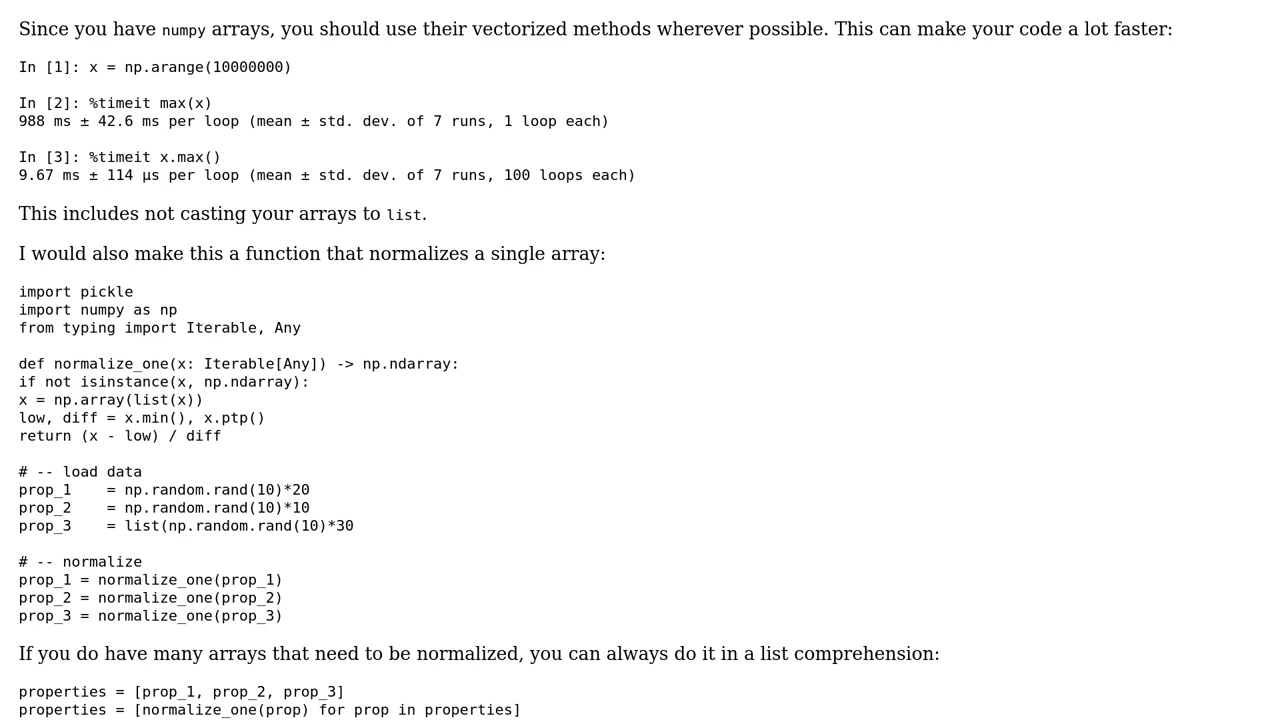 Since you have numpy arrays, you should use their vectorized methods wherever possible. This can make your code a lot faster:
In [1]: x = np.arange(10000000)
In [2]: %timeit max(x)
988 ms ± 42.6 ms per loop (mean ± std. dev. of 7 runs, 1 loop each)
In [3]: %timeit x.max()
9.67 ms ± 114 µs per loop (mean ± std. dev. of 7 runs, 100 loops each)
This includes not casting your arrays to list.
I would also make this a function that normalizes a single array:
import pickle
import numpy as np
from typing import Iterable, Any
def normalize_one(x: Iterable[Any]) -> np.ndarray:
if not isinstance(x, np.ndarray):
x = np.array(list(x))
low, diff = x.min(), x.ptp()
return (x - low) / diff
# -- load data
prop_1    = np.random.rand(10)*20
prop_2    = np.random.rand(10)*10
prop_3    = list(np.random.rand(10)*30
# -- normalize
prop_1 = normalize_one(prop_1)
prop_2 = normalize_one(prop_2)
prop_3 = normalize_one(prop_3)
If you do have many arrays that need to be normalized, you can always do it in a list comprehension:
properties = [prop_1, prop_2, prop_3]
properties = [normalize_one(prop) for prop in properties]